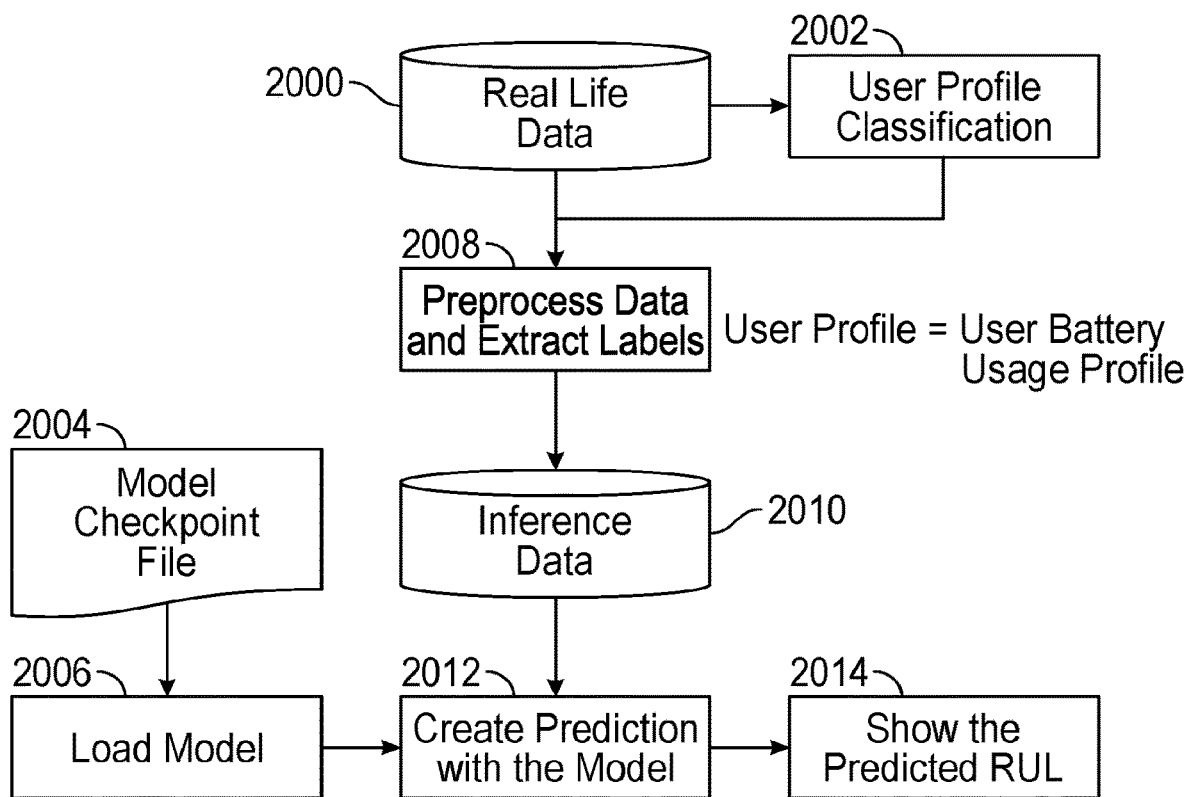 2002
2000
Real Life
Data
User Profile
Classification
2008
Preprocess Data
and Extract Labels
User Profile = User Battery
Usage Profile
2004
Model
Checkpoint
File
Inference
Data
2010
2006
Load Model
2012
Create Prediction
with the Model
2014
Show the
Predicted RUL